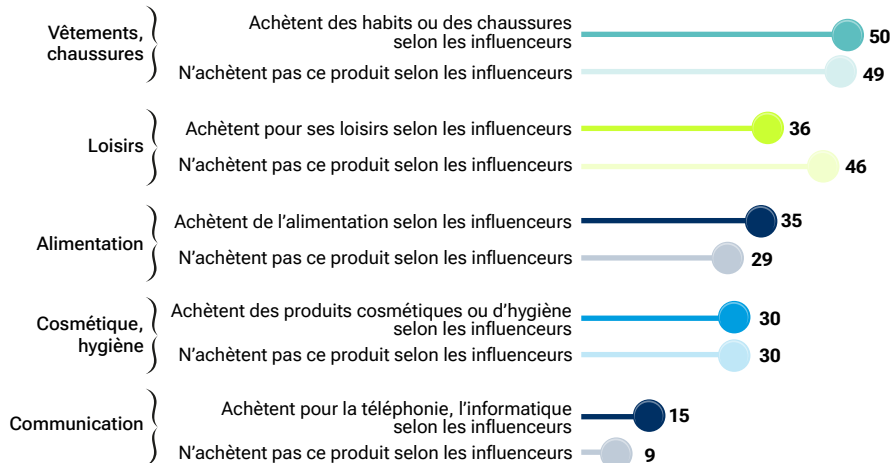 Vêtements,
chaussures
Achètent des habits ou des chaussures
selon les influenceurs
50
N’achètent pas ce produit selon les influenceurs
49
Loisirs
Achètent pour ses loisirs selon les influenceurs
36
N’achètent pas ce produit selon les influenceurs
46
Alimentation
Achètent de l’alimentation selon les influenceurs
35
N’achètent pas ce produit selon les influenceurs
29
Cosmétique,
hygiène
Achètent des produits cosmétiques ou d’hygiène
selon les influenceurs
30
N’achètent pas ce produit selon les influenceurs
30
Communication
Achètent pour la téléphonie, l’informatique
selon les influenceurs
15
N’achètent pas ce produit selon les influenceurs
9